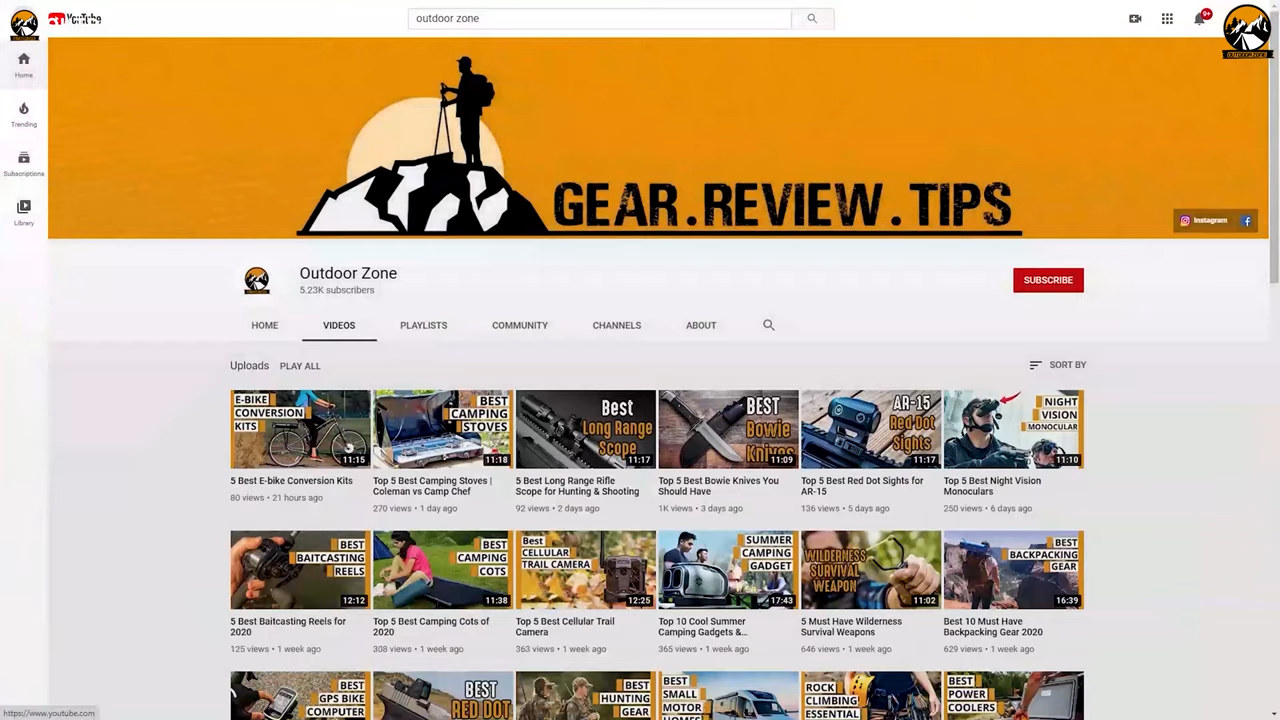 YouTube
outdoor zone
9+
OUTDOOR ZONE
Home
Trending
Subscriptions
Library
GEAR.REVIEW.TIPS
Instagram
Outdoor Zone
5.23K subscribers
SUBSCRIBE
HOME VIDEOS PLAYLISTS COMMUNITY CHANNELS ABOUT
Uploads PLAY ALL SORT BY
E-BIKE
CONVERSION
KITS
11:15
BEST
CAMPING
STOVES
11:18
Best
Long Range
Scope
11:17
BEST
Bowie
Knives
11:09
AR-15
Red Dot
Sights
11:17
NIGHT
VISION
MONOCULAR
11:10
5 Best E-bike Conversion Kits
80 views • 21 hours ago
Top 5 Best Camping Stoves |
Coleman vs Camp Chef
270 views • 1 day ago
5 Best Long Range Rifle
Scope for Hunting & Shooting
92 views • 2 days ago
Top 5 Best Bowie Knives You
Should Have
1K views • 3 days ago
Top 5 Best Red Dot Sights for
AR-15
136 views • 5 days ago
Top 5 Best Night Vision
Monoculars
250 views • 6 days ago
BEST
BAITCASTING
REELS
12:12
BEST
CAMPING
COTS
11:38
Best
CELLULAR
TRAIL CAMERA
12:25
SUMMER
CAMPING
GADGET
17:43
WILDERNESS
SURVIVAL
WEAPON
11:02
BEST
BACKPACKING
GEAR
16:39
5 Best Baitcasting Reels for
2020
125 views • 1 week ago
Top 5 Best Camping Cots of
2020
308 views • 1 week ago
Top 5 Best Cellular Trail
Camera
363 views • 1 week ago
Top 10 Cool Summer
Camping Gadgets &...
365 views • 1 week ago
5 Must Have Wilderness
Survival Weapons
646 views • 1 week ago
Best 10 Must Have
Backpacking Gear 2020
629 views • 1 week ago
BEST
GPS BIKE
COMPUTER
BEST
RED DOT
BEST
HUNTING
GEAR
BEST
SMALL
MOTOR
HOMES
ROCK
CLIMBING
ESSENTIAL
BEST
POWER
COOLERS
https://www.youtube.com